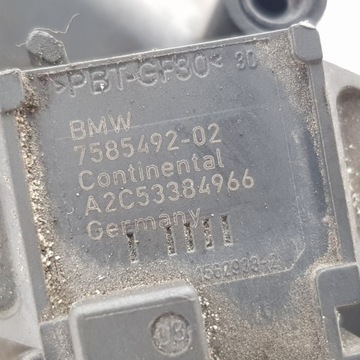 >PBT-GF30<
BMW
7585492-02
Continental
A2C53384966
Germany